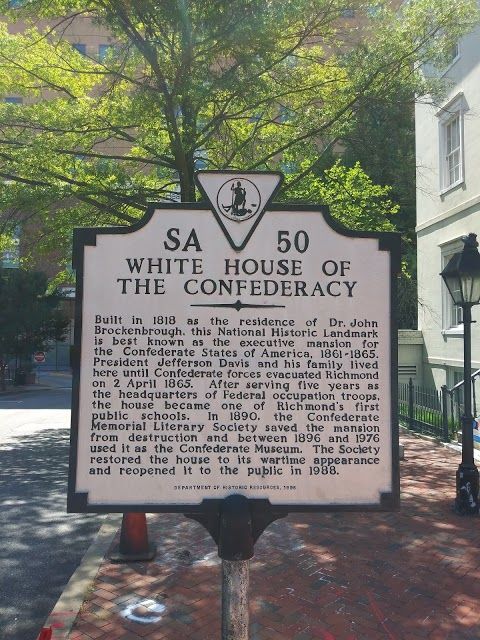 SA 50
WHITE HOUSE OF
THE CONFEDERACY
Built in 1818 as the residence of Dr. John
Brockenbrough, this National Historic Landmark
is best known as the executive mansion for
the Confederate States of America, 1861-1865.
President Jefferson Davis and his family lived
here until Confederate forces evacuated Richmond
on 2 April 1865. After serving five years as
the headquarters of Federal occupation troops,
the house became one of Richmond's first
public schools. In 1890, the Confederate
Memorial Literary Society saved the mansion
from destruction and between 1896 and 1976
used it as the Confederate Museum. The Society
restored the house to its wartime appearance
and reopened it to the public in 1988.
DEPARTMENT OF HISTORIC RESOURCES,